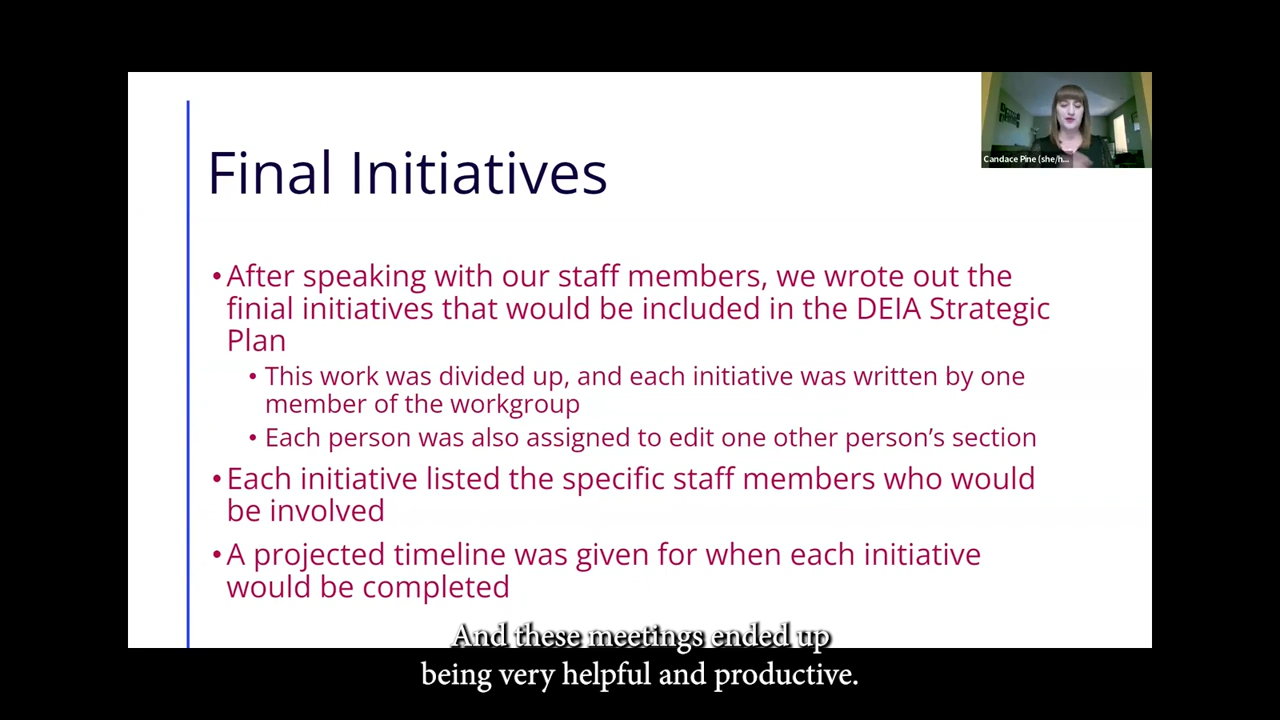 Candace Pine (she/h...
Final Initiatives
•After speaking with our staff members, we wrote out the
finial initiatives that would be included in the DEIA Strategic
Plan
• This work was divided up, and each initiative was written by one
member of the workgroup
• Each person was also assigned to edit one other person’s section
•Each initiative listed the specific staff members who would
be involved
•A projected timeline was given for when each initiative
would be completed
And these meetings ended up
being very helpful and productive.